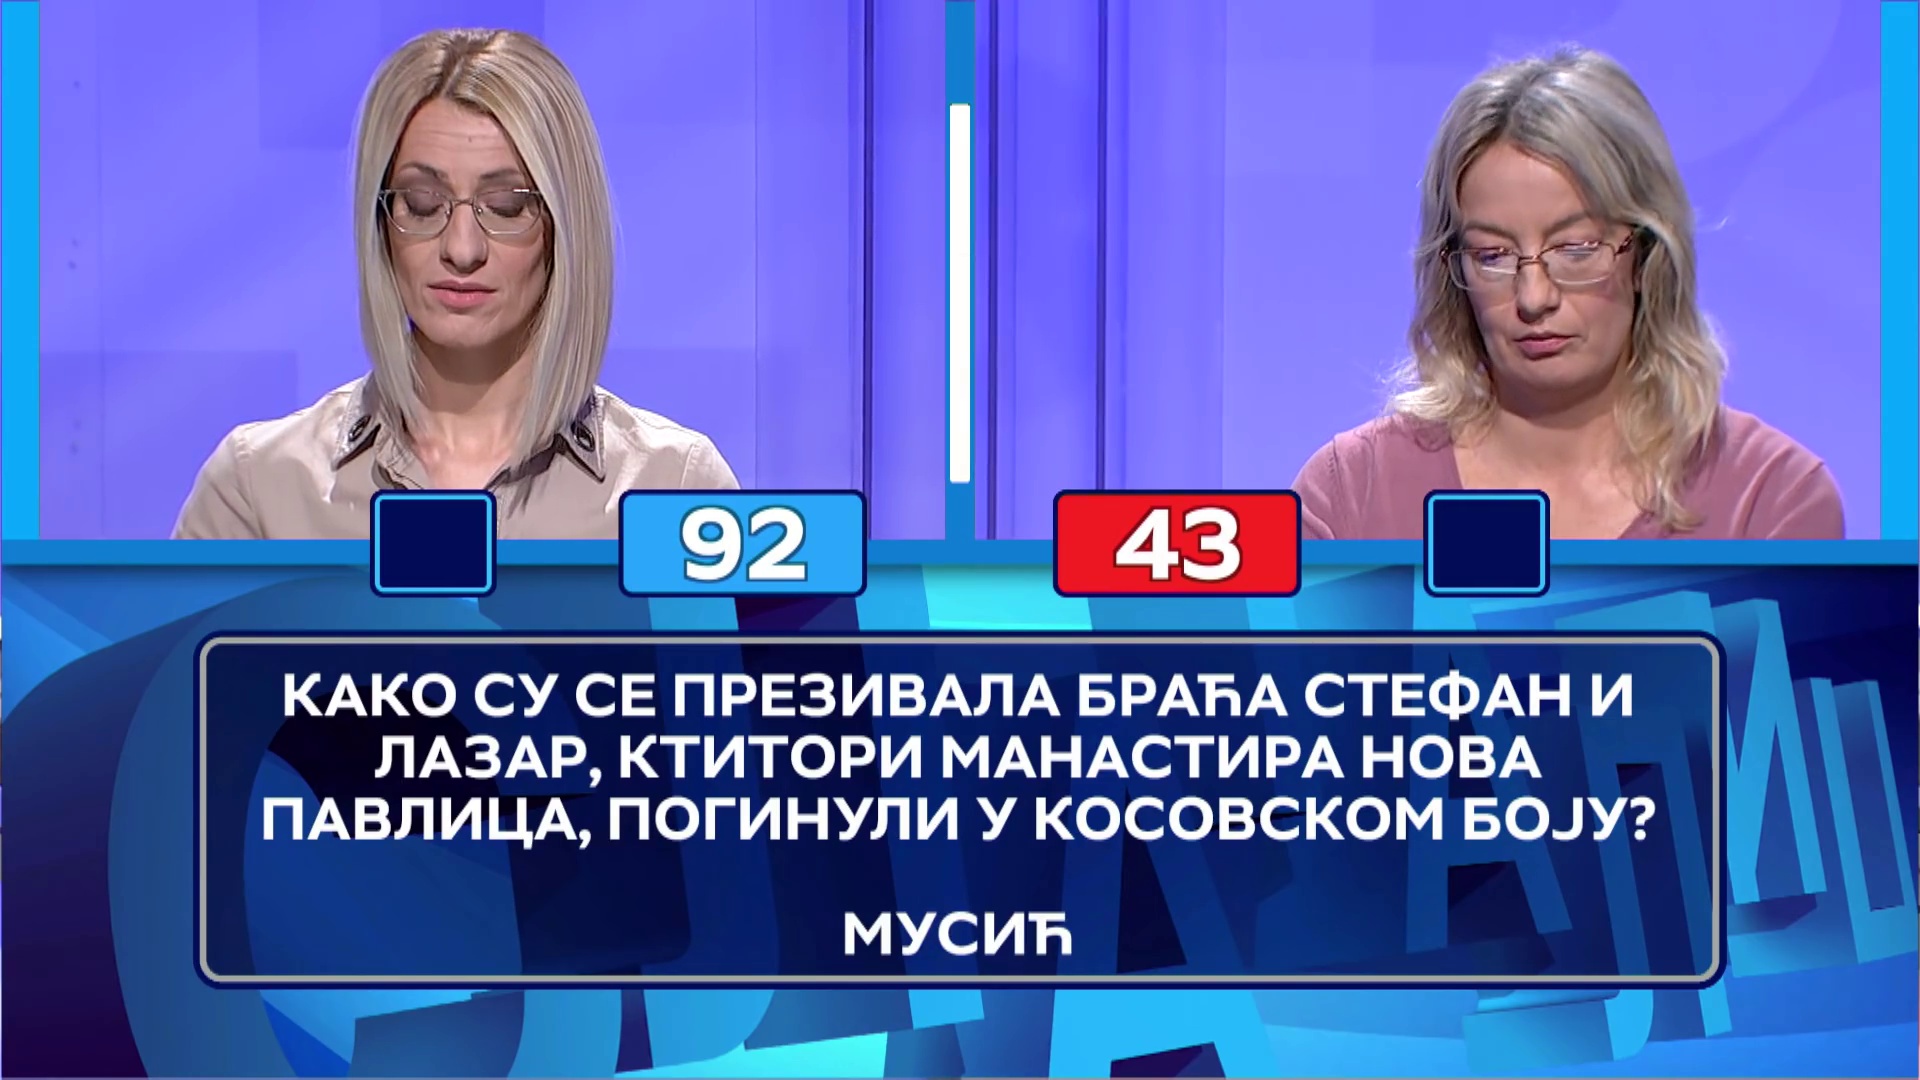 92
43
КАКО СУ СЕ ПРЕЗИВАЛА БРАЋА СТЕФАН И
ЛАЗАР, КТИТОРИ МАНАСТИРА НОВА
ПАВЛИЦА, ПОГИНУЛИ У КОСОВСКОМ БОЈУ?
МУСИЋ